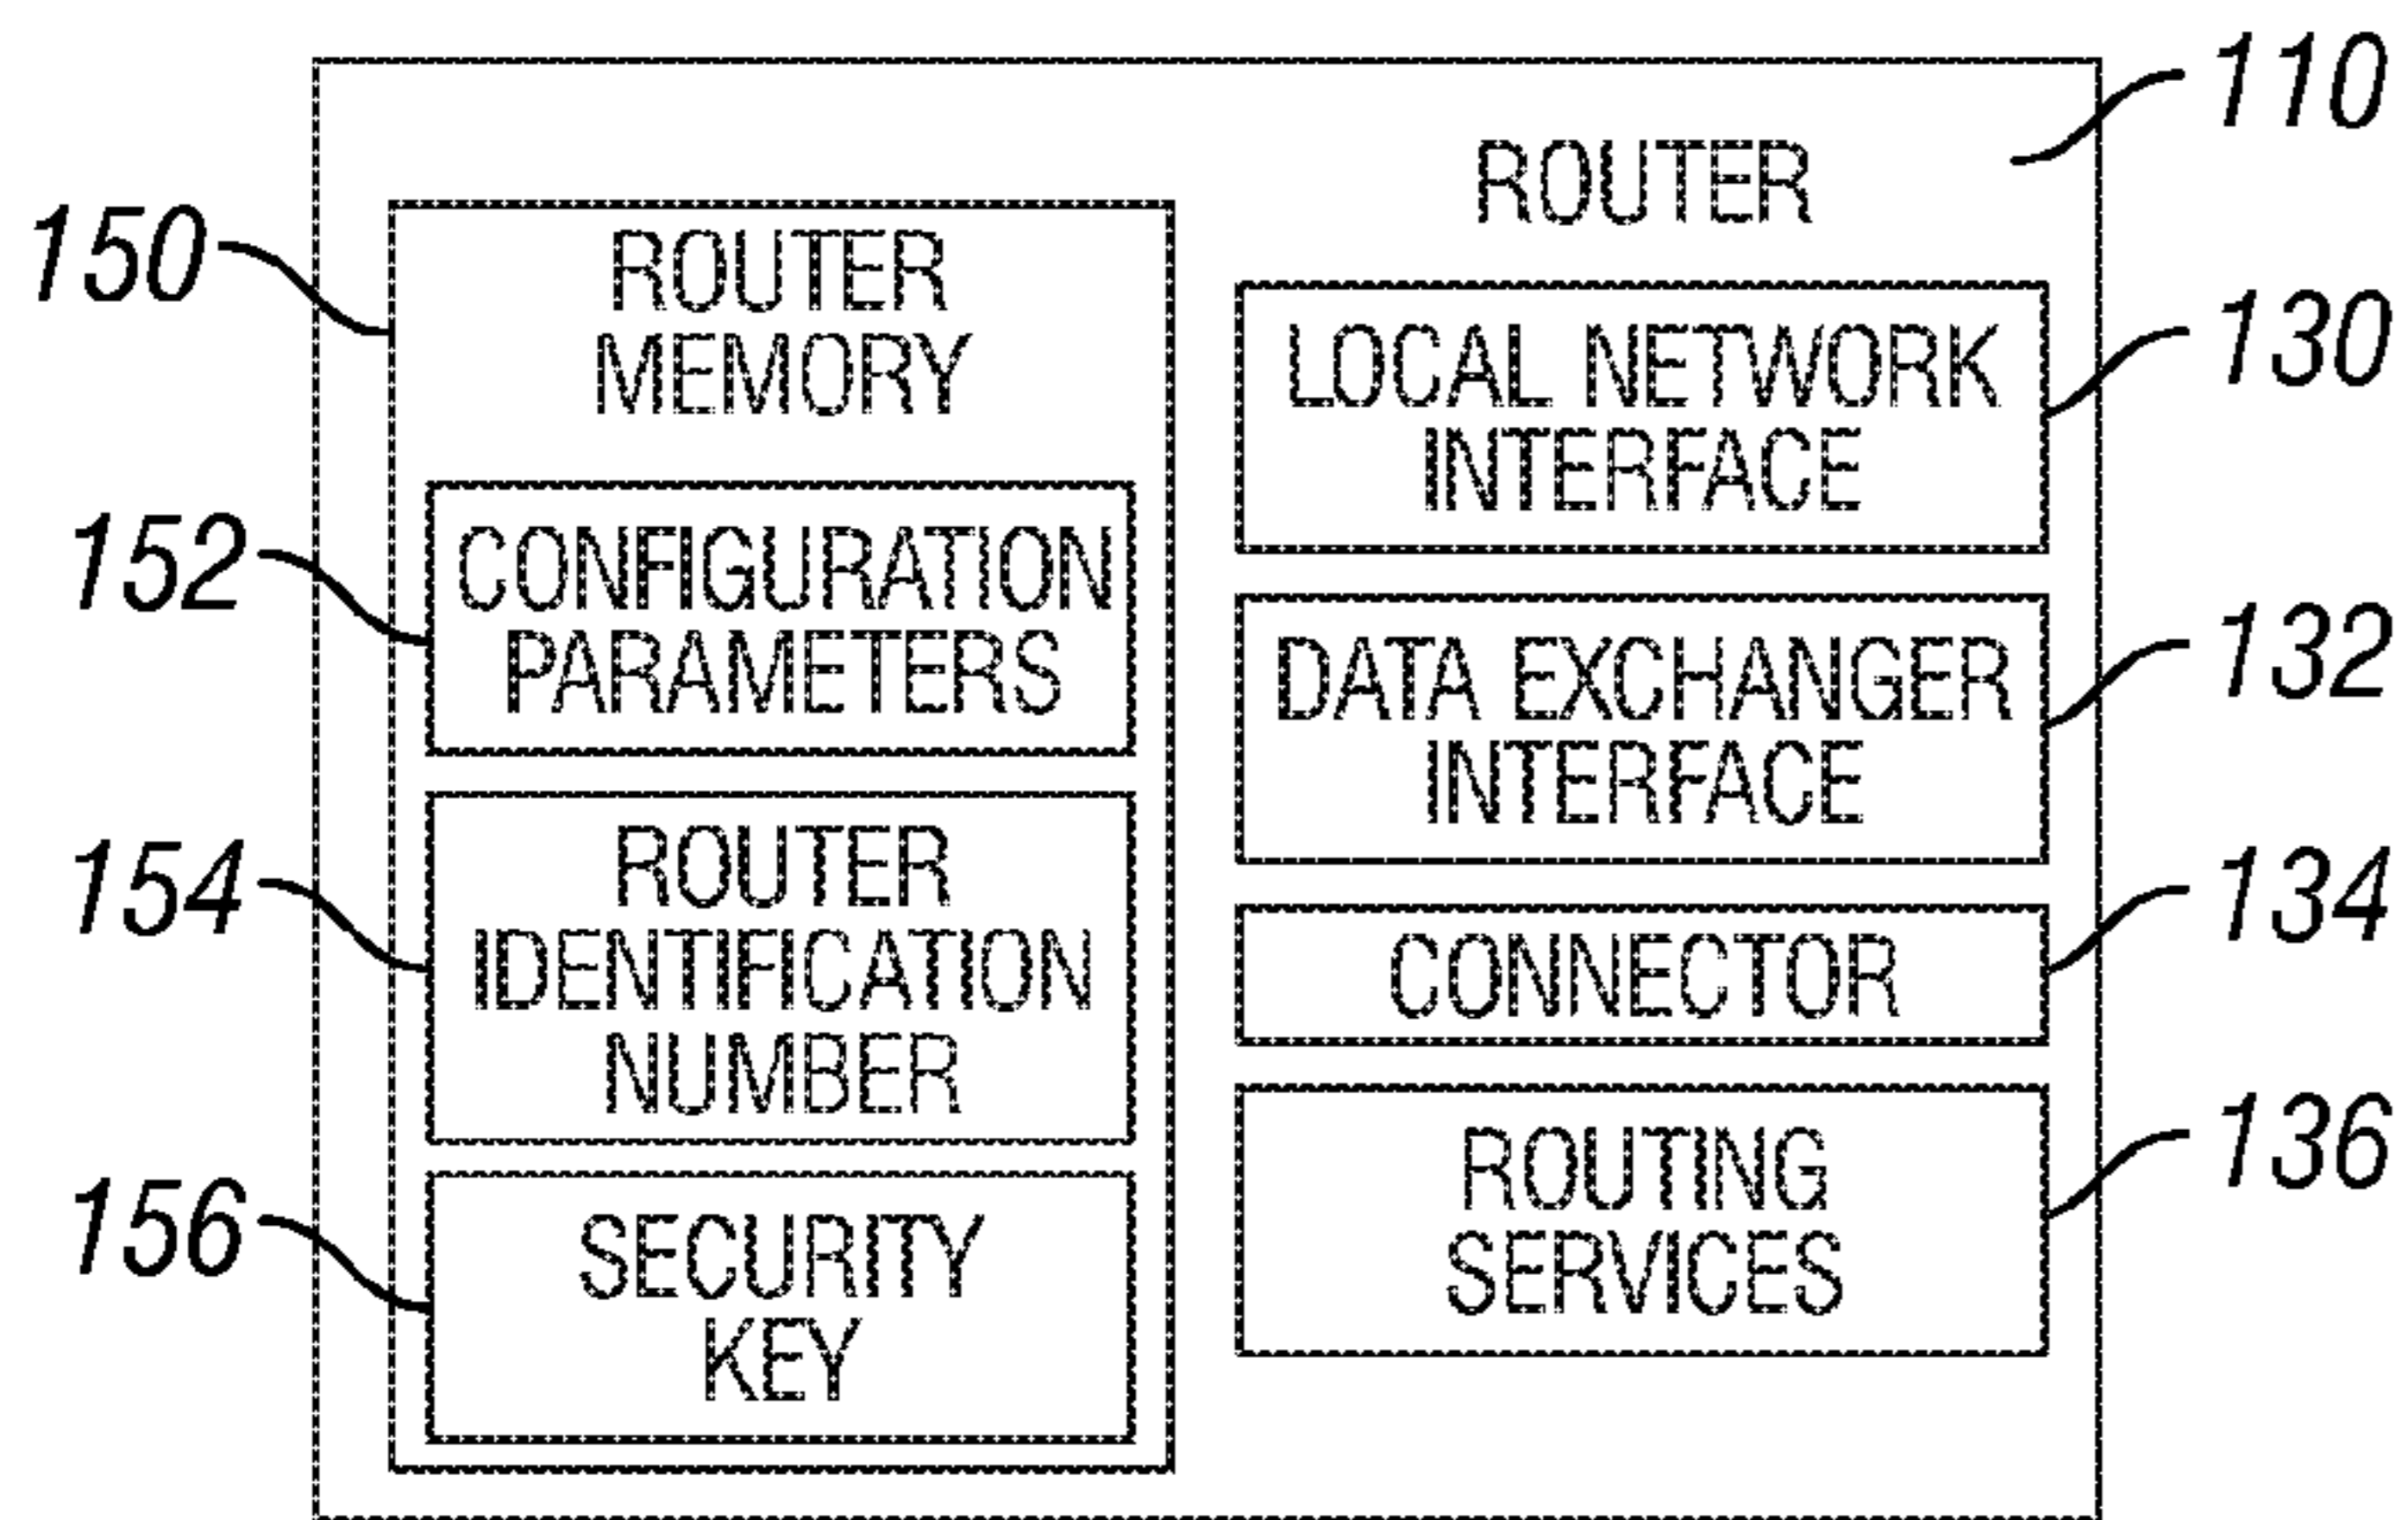 110
ROUTER
150
ROUTER
MEMORY
130
LOCAL NETWORK
INTERFACE
152
CONFIGURATION
PARAMETERS
132
DATA EXCHANGER
INTERFACE
154
ROUTER
IDENTIFICATION
NUMBER
134
CONNECTOR
156
SECURITY
KEY
136
ROUTING
SERVICES